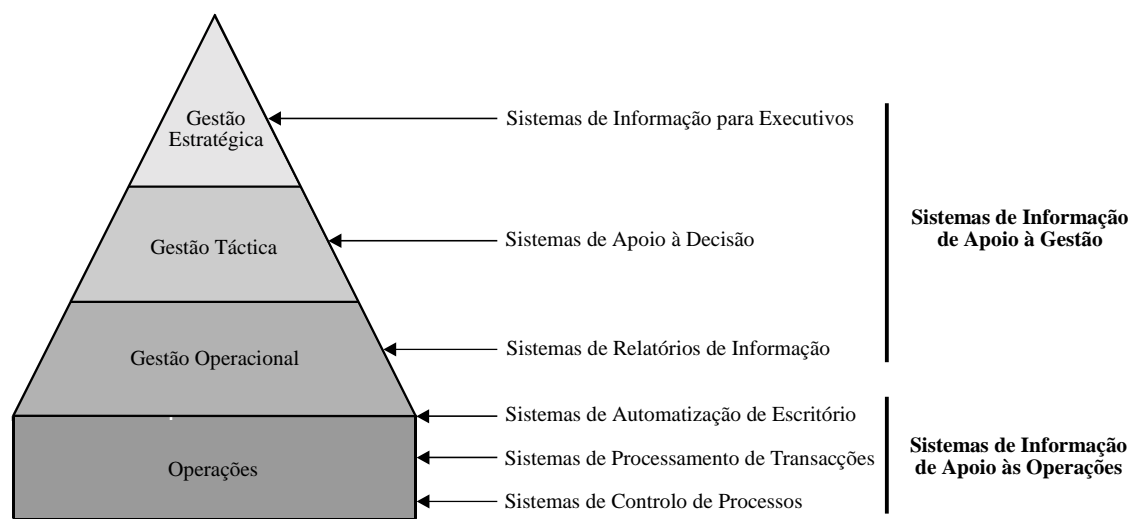 Gestão
Estratégica
Sistemas de Informação para Executivos
Gestão Táctica
Sistemas de Apoio à Decisão
Sistemas de Informação
de Apoio à Gestão
Gestão Operacional
Sistemas de Relatórios de Informação
Sistemas de Automatização de Escritório
Operações
Sistemas de Processamento de Transacções
Sistemas de Controlo de Processos
Sistemas de Informação
de Apoio às Operações